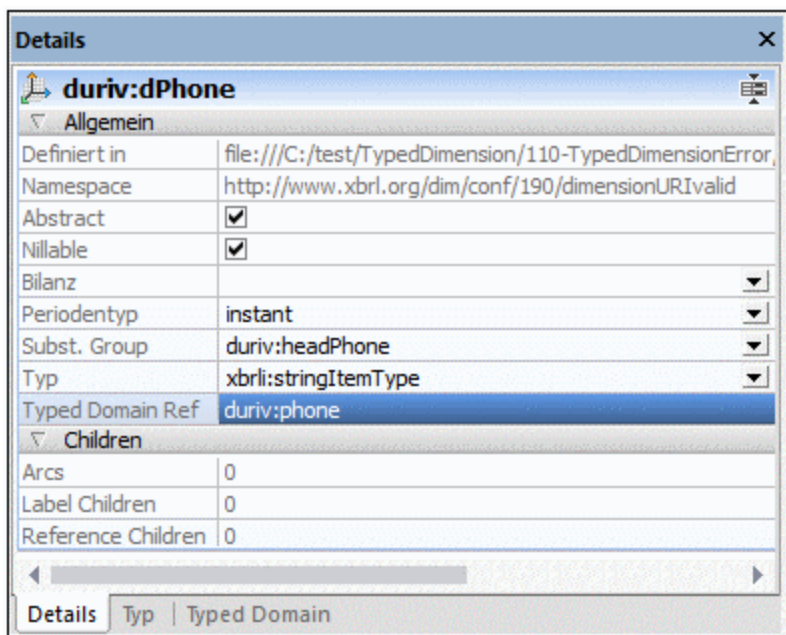 Details
duriv:dPhone
Allgemein
Definiert in file:///C:/test/TypedDimension/110-TypedDimensionError,
Namespace http://www.xbrl.org/dim/conf/190/dimensionURIvalid
Abstract
Nillable
Bilanz
Periodentyp instant
Subst. Group duriv:headPhone
Typ xbrli:stringItemType
Typed Domain Ref duriv:phone
Children
Arcs 0
Label Children 0
Reference Children 0
Details Typ Typed Domain